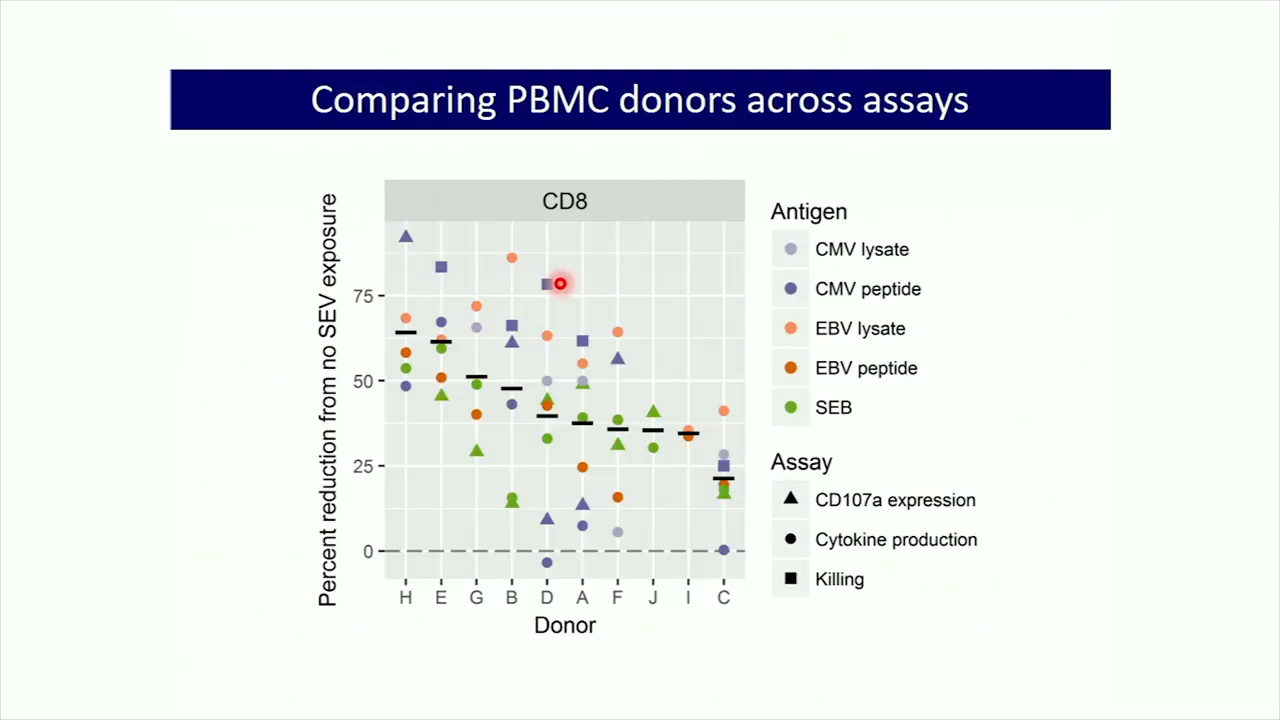 Comparing PBMC donors across assays
CD8
Percent reduction from no SEV exposure
75
50
25
0
H E G B D A F J I C
Donor
Antigen
CMV lysate
CMV peptide
EBV lysate
EBV peptide
SEB
Assay
CD107a expression
Cytokine production
Killing